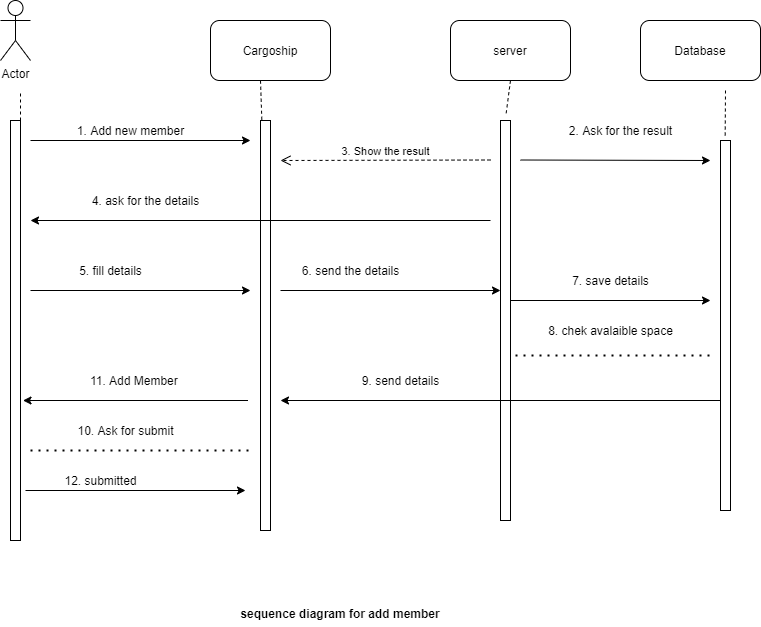 Actor
Cargoship
server
Database
1. Add new member
2. Ask for the result
3. Show the result
4. ask for the details
5. fill details
6. send the details
7. save details
8. chek avalaible space
11. Add Member
9. send details
10. Ask for submit
12. submitted
sequence diagram for add member